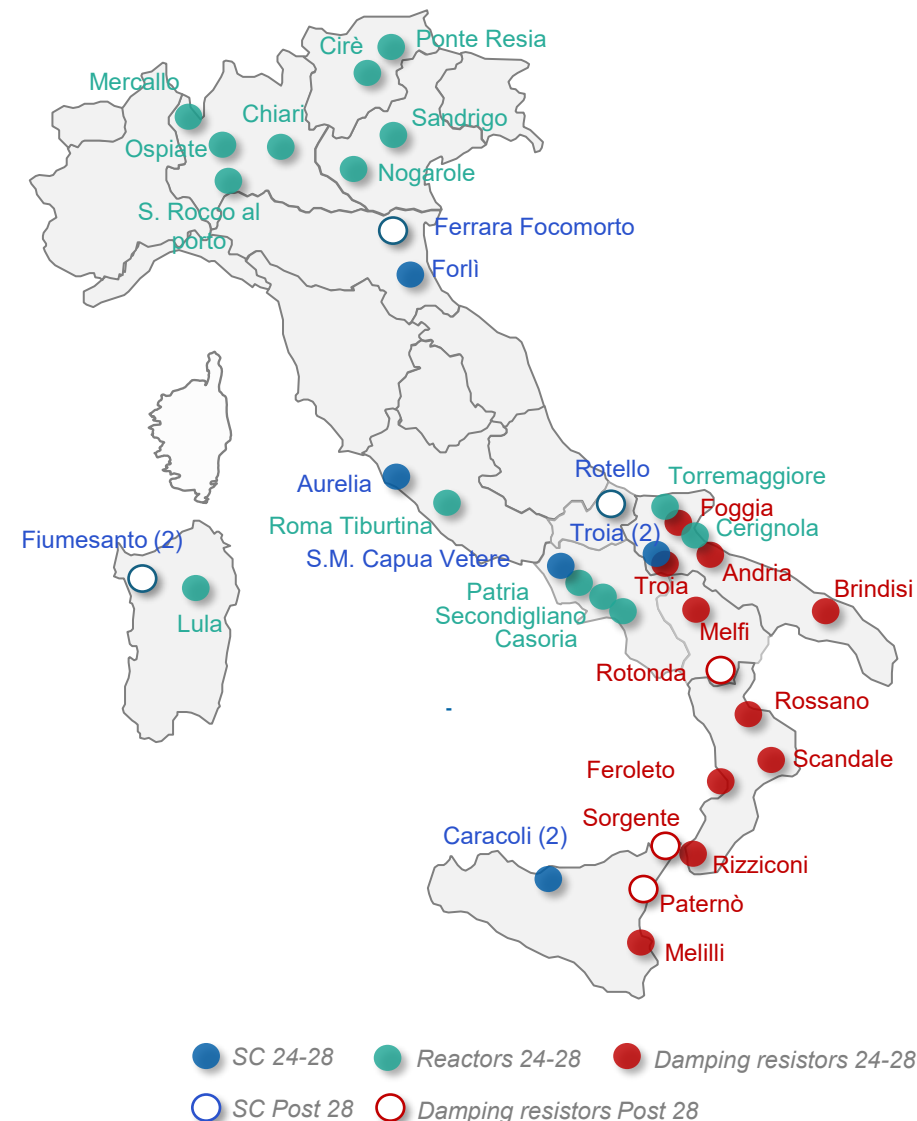 Cirè
Ponte Resia
Mercallo
Chiari
Sandrigo
Ospiate
Nogarole
S. Rocco al
porto
Ferrara Focomorto
Forlì
Rotello
Torremaggiore
Aurelia
Foggia
Roma Tiburtina
Cerignola
Fiumesanto (2)
Troia (2)
S.M. Capua Vetere
Andria
Troia
Brindisi
Patria
Secondigliano
Lula
Melfi
Casoria
Rotonda
Rossano
-
Scandale
Feroleto
Sorgente
Caracoli (2)
Rizziconi
Paternò
Melilli
SC 24-28
Reactors 24-28
Damping resistors 24-28
SC Post 28
Damping resistors Post 28